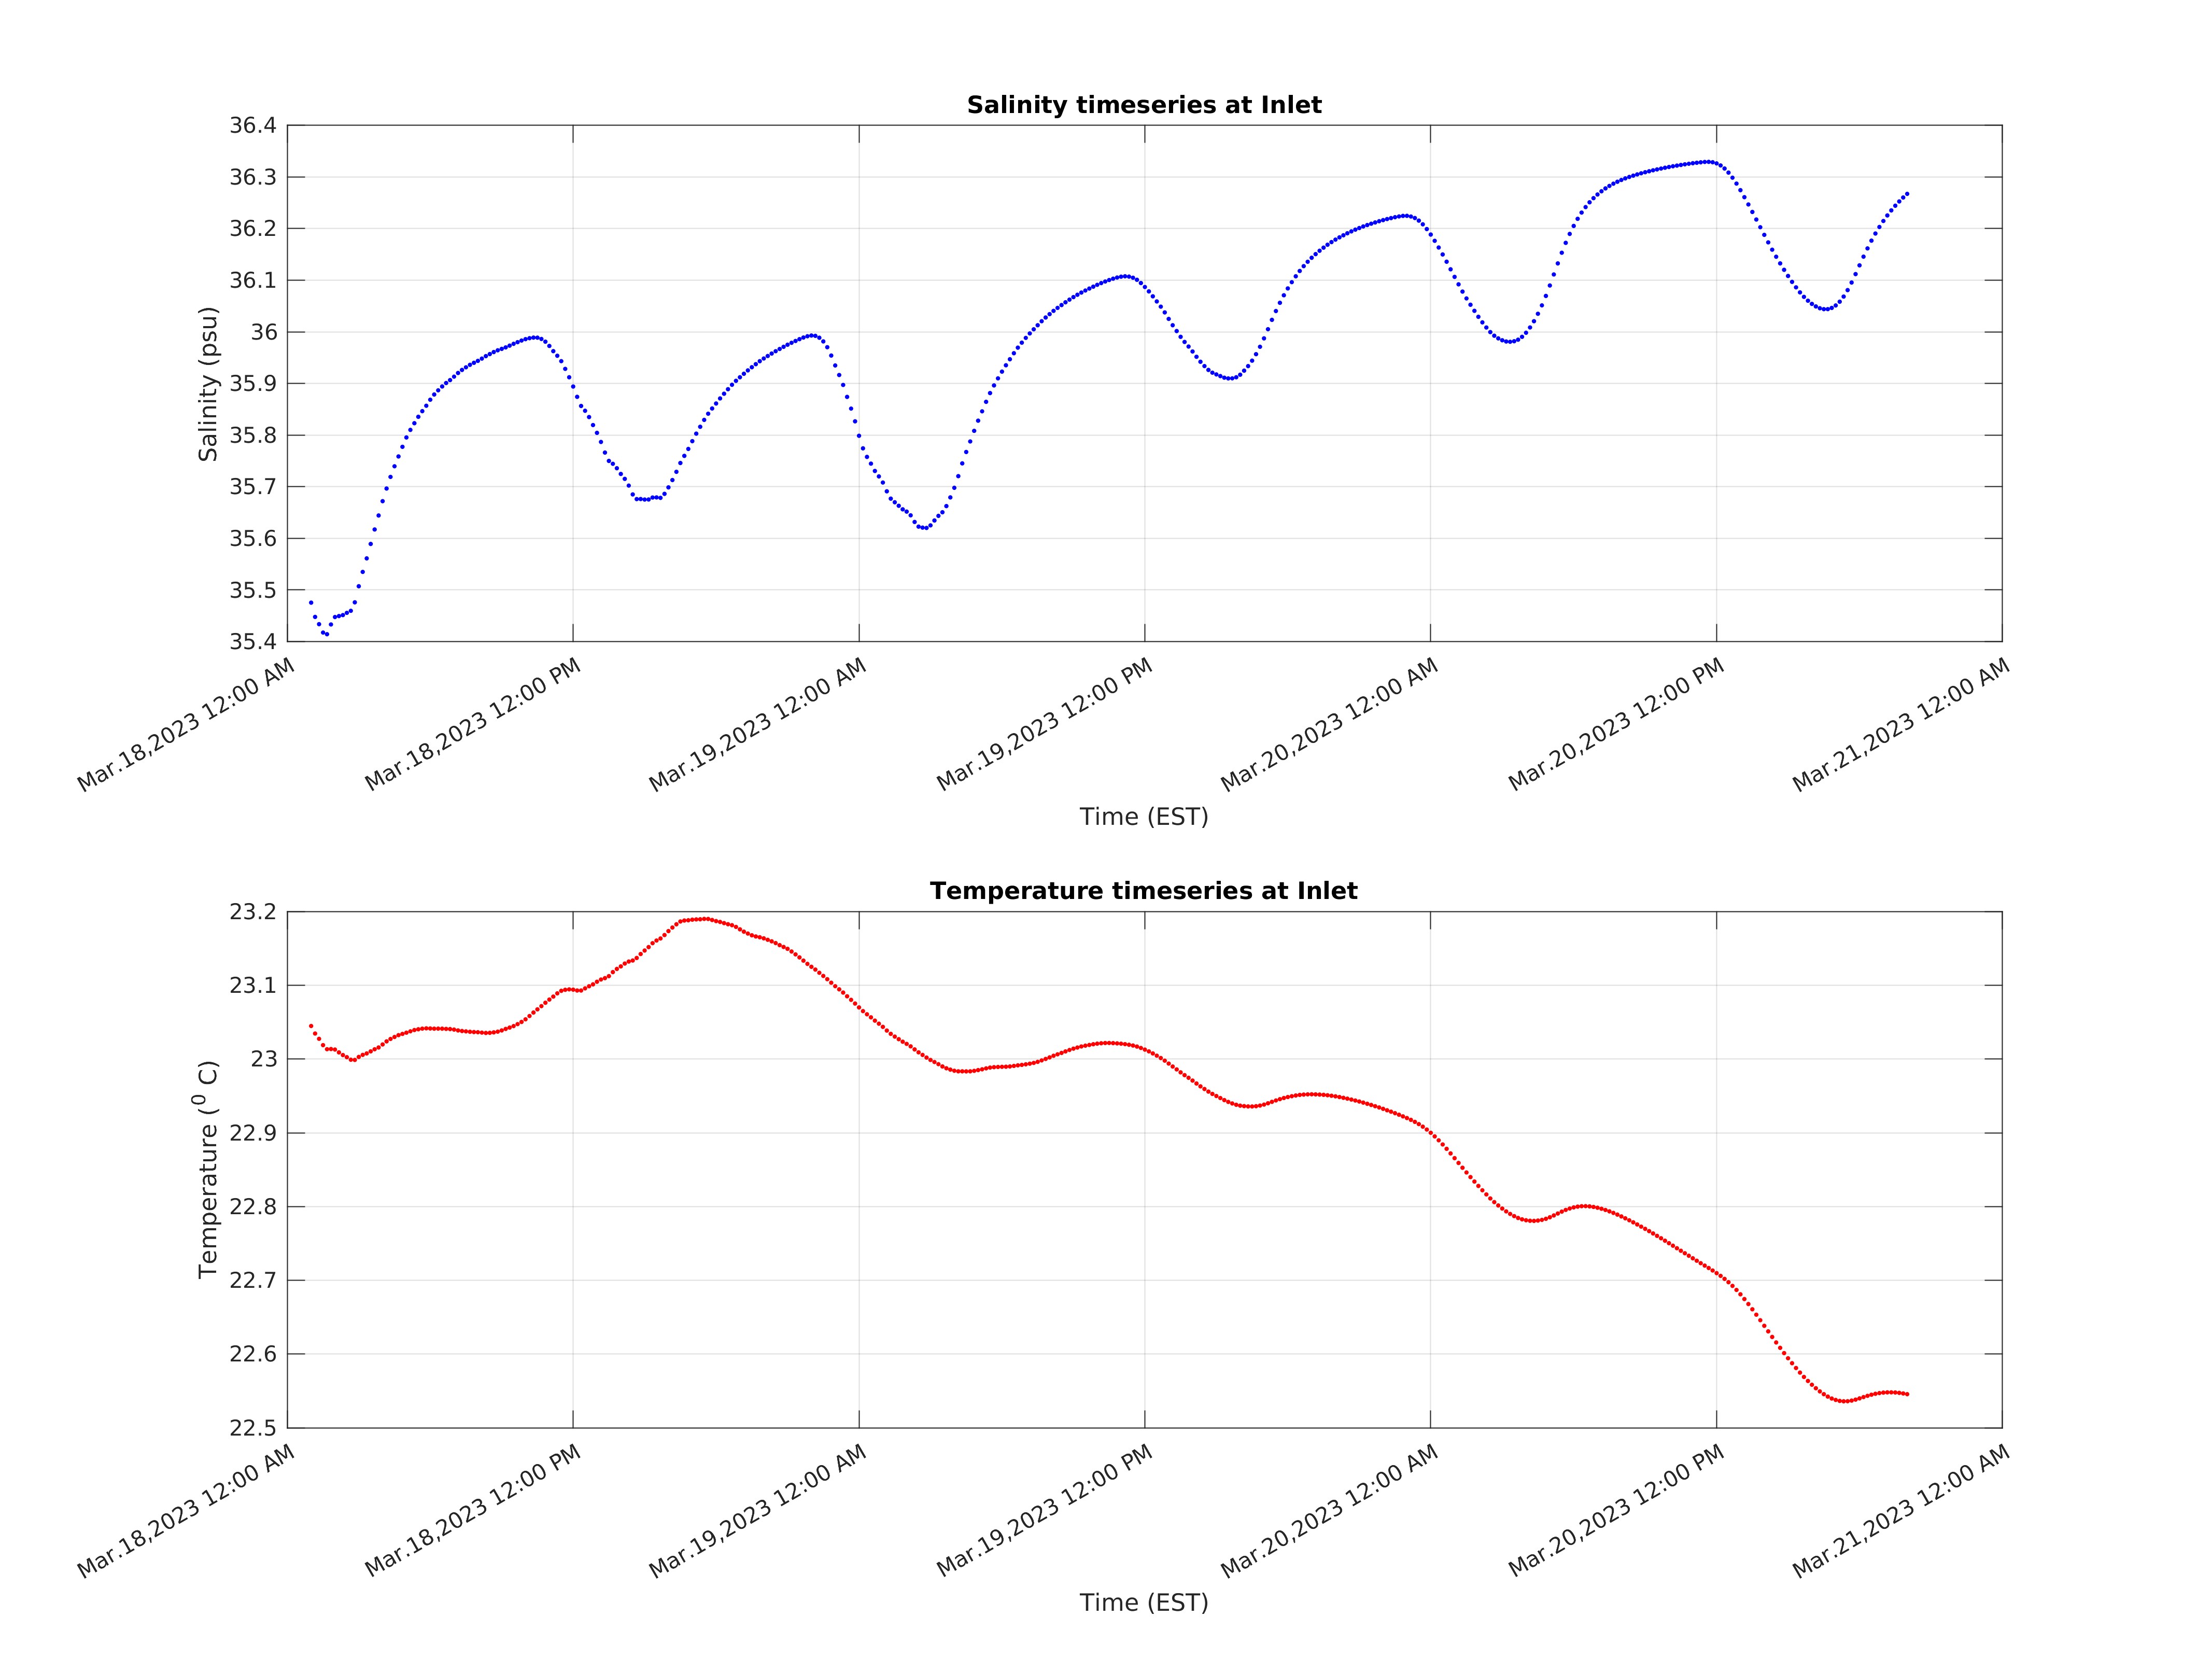 Salinity timeseries at Inlet
36.4
36.3
36.2
36.1
36
35.9
35.8
35.7
35.6
35.5
35.4
Salinity (psu)
Mar.18,2023 12:00 AM
Mar.18,2023 12:00 PM
Mar.19,2023 12:00 AM
Mar.19,2023 12:00 PM
Mar.20,2023 12:00 AM
Mar.20,2023 12:00 PM
Mar.21,2023 12:00 AM
Time (EST)
Temperature timeseries at Inlet
23.2
23.1
23
22.9
22.8
22.7
22.6
22.5
Temperature (⁰ C)
Mar.18,2023 12:00 AM
Mar.18,2023 12:00 PM
Mar.19,2023 12:00 AM
Mar.19,2023 12:00 PM
Mar.20,2023 12:00 AM
Mar.20,2023 12:00 PM
Mar.21,2023 12:00 AM
Time (EST)